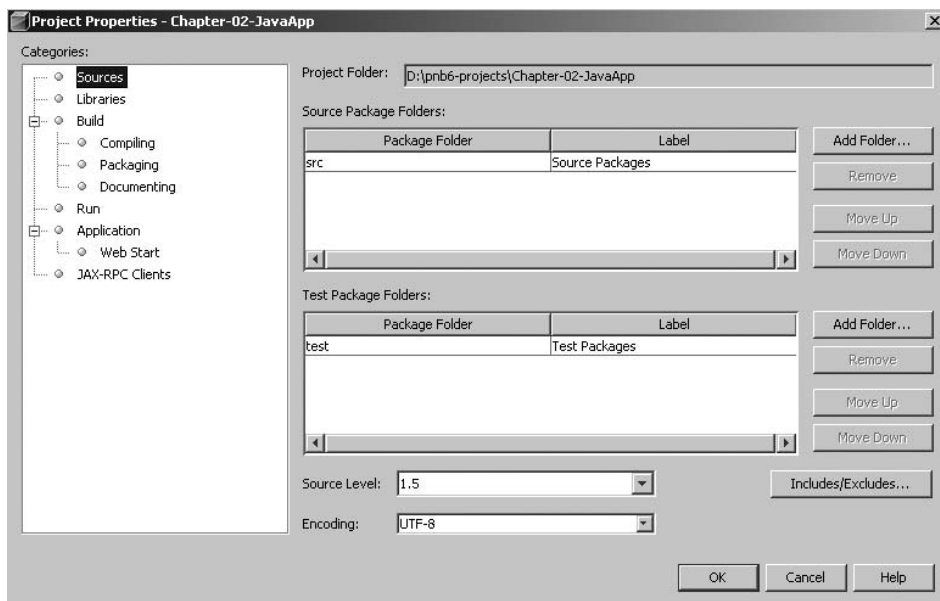 Project Properties - Chapter-02-JavaApp
Categories:
Sources
Libraries
Build
Compiling
Packaging
Documenting
Run
Application
Web Start
JAX-RPC Clients
Project Folder: D:\pnb6-projects\Chapter-02-JavaApp
Source Package Folders:
Package Folder Label
src Source Packages
Add Folder...
Remove
Move Up
Move Down
Test Package Folders:
Package Folder Label
test Test Packages
Add Folder...
Remove
Move Up
Move Down
Source Level: 1.5
Includes/Excludes...
Encoding: UTF-8
OK Cancel Help